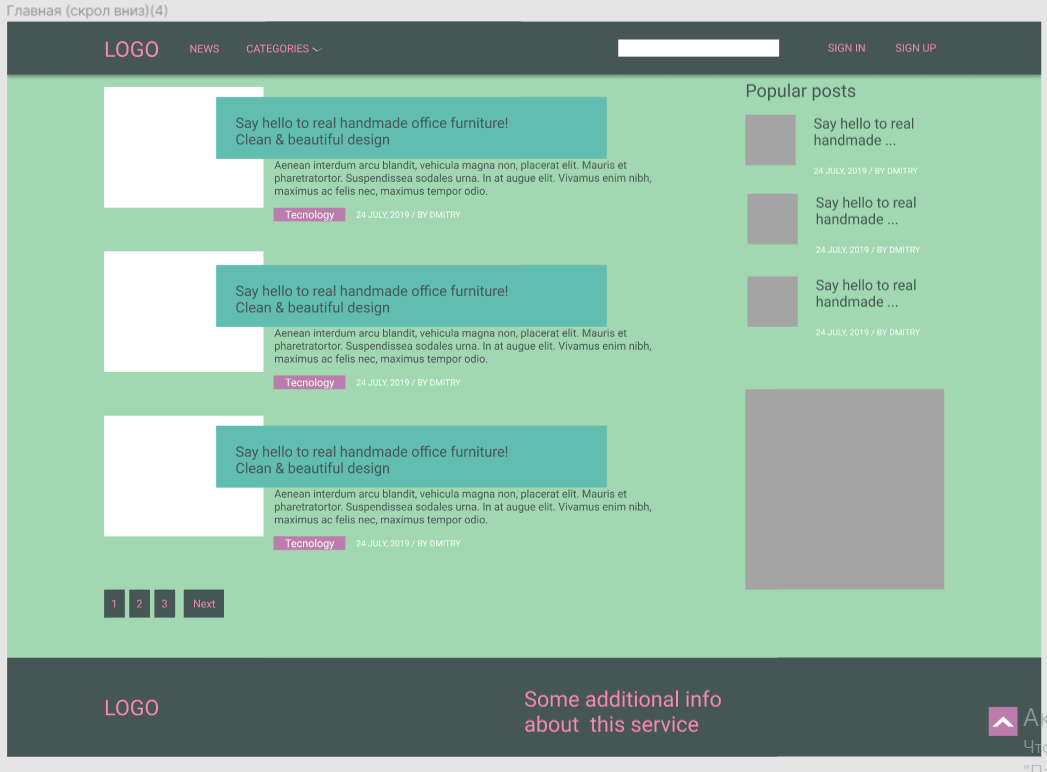 Главная (скрол вниз)(4)
LOGO
NEWS
CATEGORIES
SIGN IN
SIGN UP
Say hello to real handmade office furniture!
Clean & beautiful design
Aenean interdum arcu blandit, vehicula magna non, placerat elit. Mauris et
pharetratortor. Suspendissea sodales urna. In at augue elit. Vivamus enim nibh,
maximus ac felis nec, maximus tempor odio.
Tecnology
24 JULY, 2019 / BY DMITRY
Say hello to real handmade office furniture!
Clean & beautiful design
Aenean interdum arcu blandit, vehicula magna non, placerat elit. Mauris et
pharetratortor. Suspendissea sodales urna. In at augue elit. Vivamus enim nibh,
maximus ac felis nec, maximus tempor odio.
Tecnology
24 JULY, 2019 / BY DMITRY
Say hello to real handmade office furniture!
Clean & beautiful design
Aenean interdum arcu blandit, vehicula magna non, placerat elit. Mauris et
pharetratortor. Suspendissea sodales urna. In at augue elit. Vivamus enim nibh,
maximus ac felis nec, maximus tempor odio.
Tecnology
24 JULY, 2019 / BY DMITRY
1
2
3
Next
Popular posts
Say hello to real
handmade ...
24 JULY, 2019 / BY DMITRY
Say hello to real
handmade ...
24 JULY, 2019 / BY DMITRY
Say hello to real
handmade ...
24 JULY, 2019 / BY DMITRY
LOGO
Some additional info
about this service